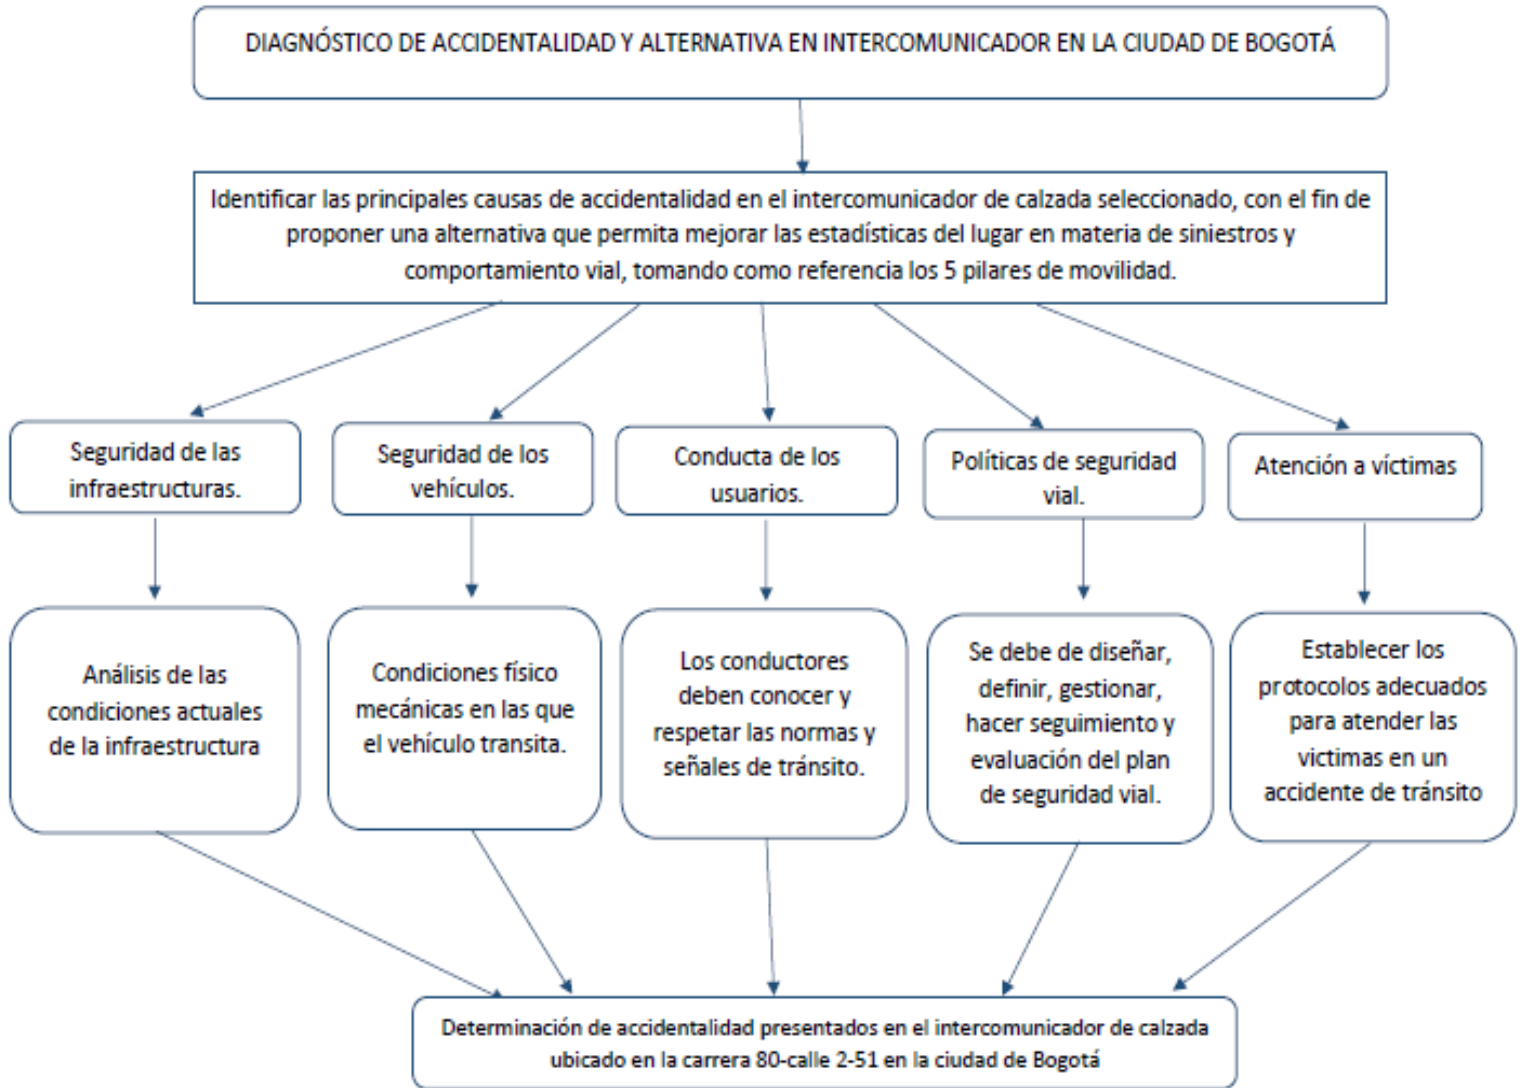 DIAGNÓSTICO DE ACCIDENTALIDAD Y ALTERNATIVA EN INTERCOMUNICADOR EN LA CIUDAD DE BOGOTÁ
Identificar las principales causas de accidentalidad en el intercomunicador de calzada seleccionado, con el fin de
proponer una alternativa que permita mejorar las estadísticas del lugar en materia de siniestros y
comportamiento vial, tomando como referencia los 5 pilares de movilidad.
Seguridad de las
infraestructuras.
Seguridad de los
vehículos.
Conducta de los
usuarios.
Políticas de seguridad
vial.
Atención a víctimas
Análisis de las
condiciones actuales
de la infraestructura
Condiciones físico
mecánicas en las que
el vehículo transita.
Los conductores
deben conocer y
respetar las normas y
señales de tránsito.
Se debe de diseñar,
definir, gestionar,
hacer seguimiento y
evaluación del plan
de seguridad vial.
Establecer los
protocolos adecuados
para atender las
victimas en un
accidente de tránsito
Determinación de accidentalidad presentados en el intercomunicador de calzada
ubicado en la carrera 80-calle 2-51 en la ciudad de Bogotá